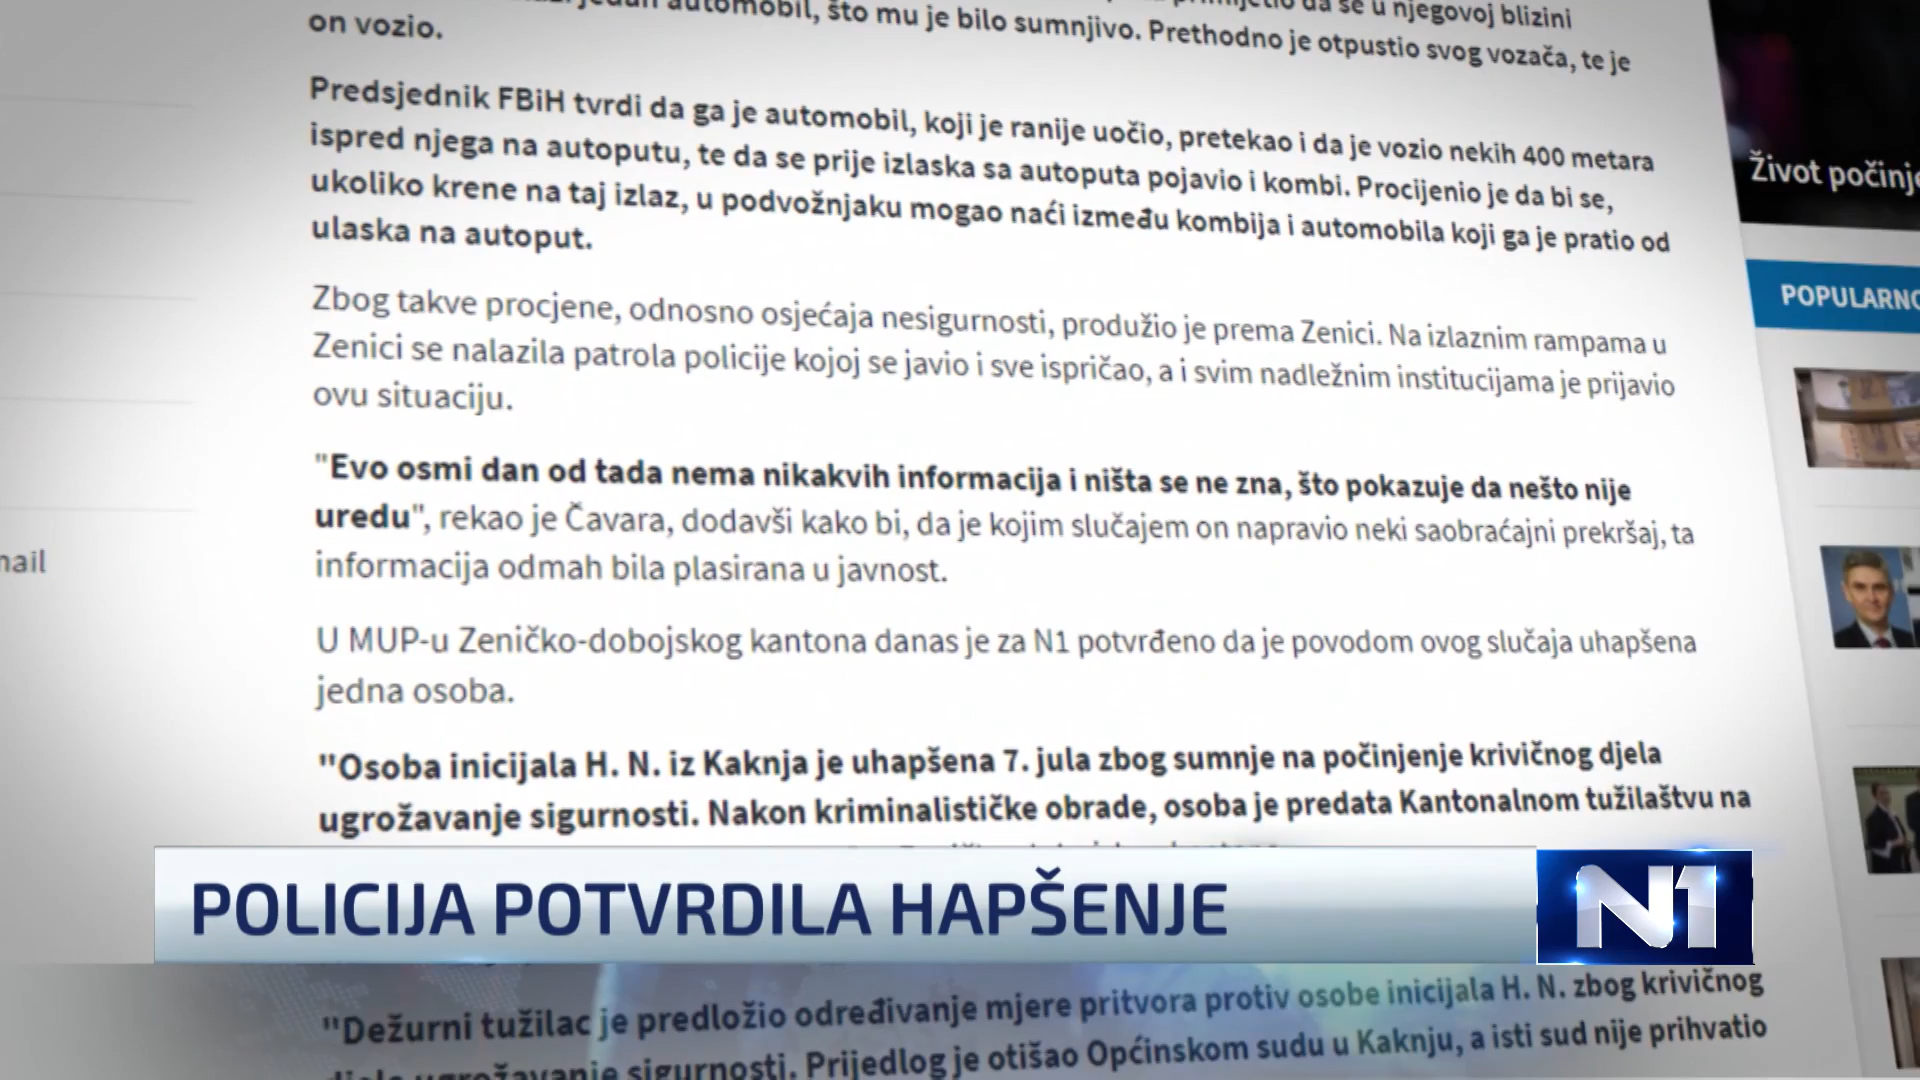 automobil, što mu je bilo sumnjivo. Prethodno je otpustio svog vozača, te je
da se u njegovoj blizini
on vozio.
Predsjednik FBiH tvrdi da ga je automobil, koji je ranije uočio, pretekao i da je vozio nekih 400 metara
ispred njega na autoputu, te da se prije izlaska sa autoputa pojavio i kombi. Procijenio je da bi se,
ukoliko krene na taj izlaz, u podvožnjaku mogao naći između kombija i automobila koji ga je pratio od
ulaska na autoput.
Zbog takve procjene, odnosno osjećaja nesigurnosti, produžio je prema Zenici. Na izlaznim rampama u
Zenici se nalazila patrola policije kojoj se javio i sve ispričao, a i svim nadležnim institucijama je prijavio
ovu situaciju.
"Evo osmi dan od tada nema nikakvih informacija i ništa se ne zna, što pokazuje da nešto nije
uredu", rekao je Čavara, dodavši kako bi, da je kojim slučajem on napravio neki saobraćajni prekršaj, ta
informacija odmah bila plasirana u javnost.
U MUP-u Zeničko-dobojskog kantona danas je za N1 potvrđeno da je povodom ovog slučaja uhapšena
jedna osoba.
"Osoba inicijala H. N. iz Kaknja je uhapšena 7. jula zbog sumnje na počinjenje krivičnog djela
ugrožavanje sigurnosti. Nakon kriminalističke obrade, osoba je predata Kantonalnom tužilaštvu na
POLICIJA POTVRDILA HAPŠENJE
N1
"Dežurni tužilac je predložio određivanje mjere pritvora protiv osobe inicijala H. N. zbog krivičnog
djela ugrožavanje sigurnosti. Prijedlog je otišao Općinskom sudu u Kaknju, a isti sud nije prihvatio
nail
Život počinje
POPULARNO